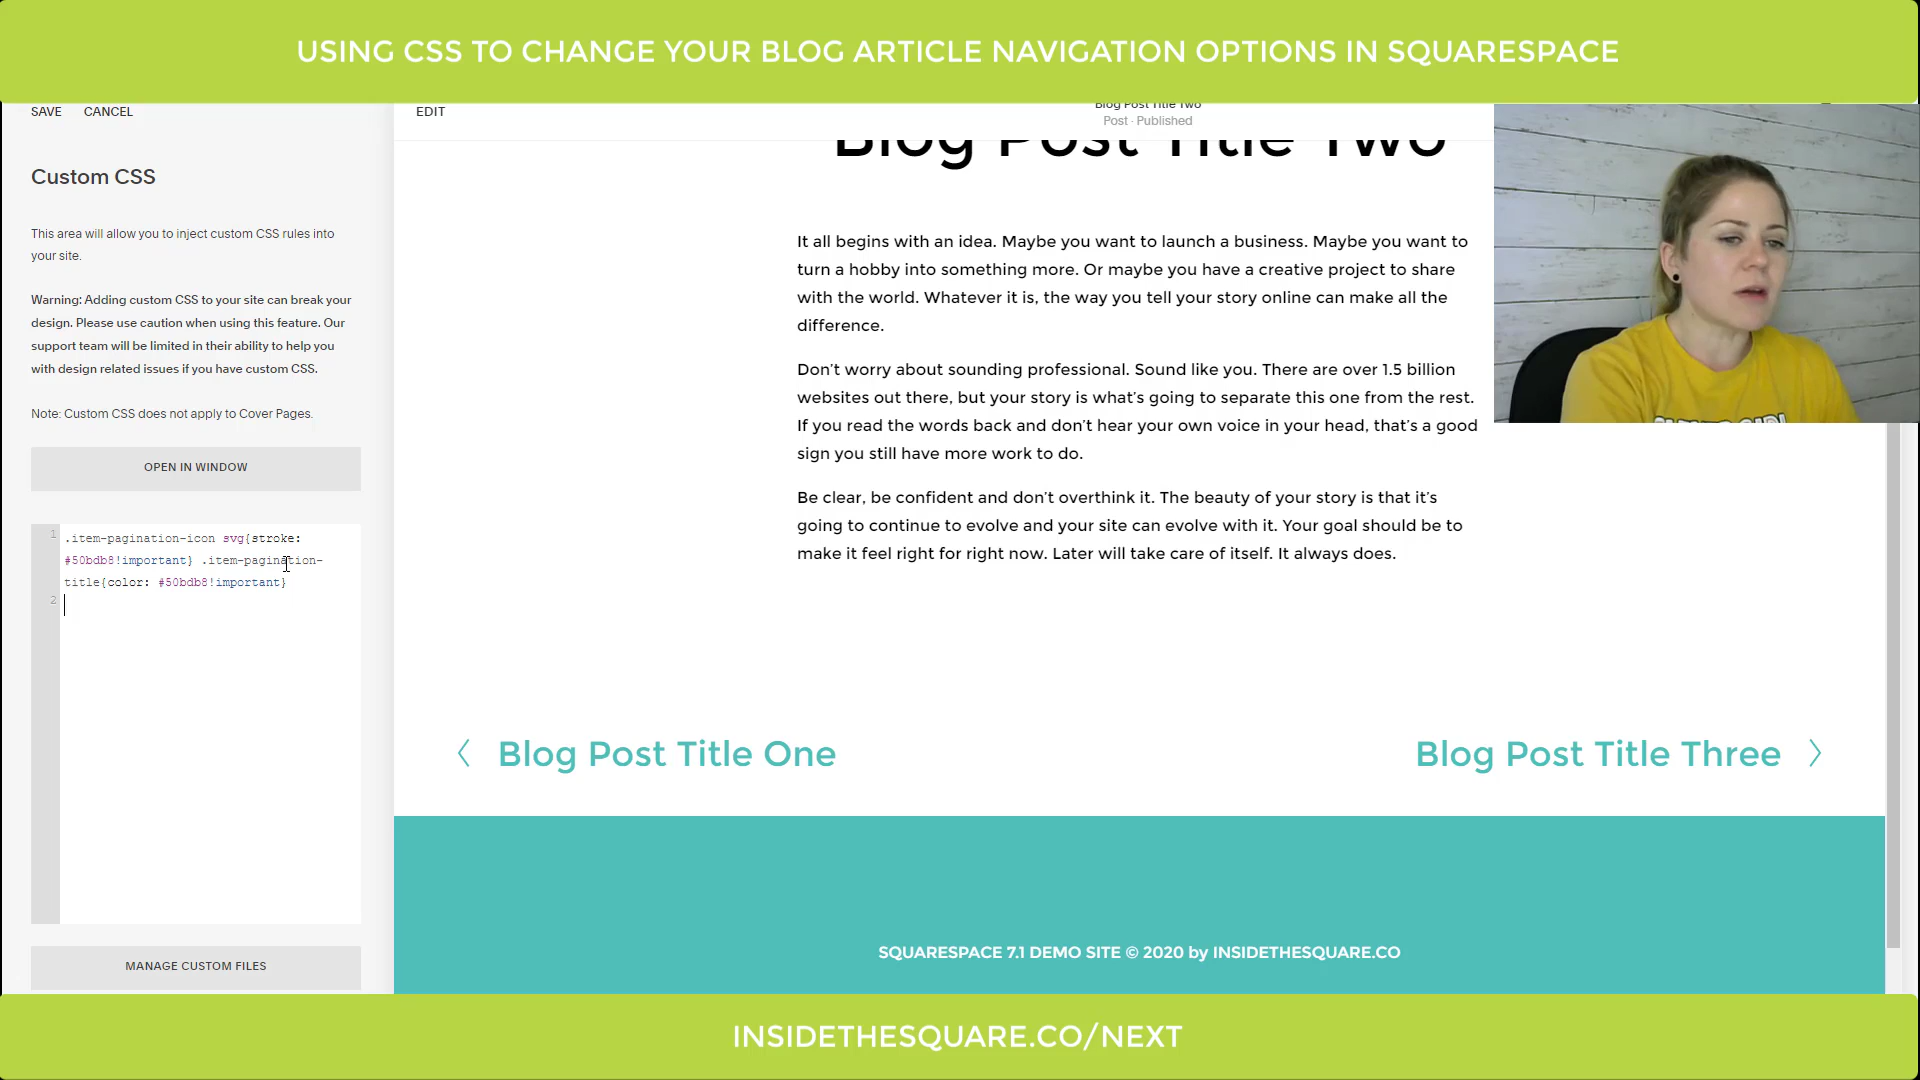 USING CSS TO CHANGE YOUR BLOG ARTICLE NAVIGATION OPTIONS IN SQUARESPACE
SAVE CANCEL
EDIT
Blog Post Title Two
Post · Published
Custom CSS
This area will allow you to inject custom CSS rules into
your site.
Warning: Adding custom CSS to your site can break your
design. Please use caution when using this feature. Our
support team will be limited in their ability to help you
with design related issues if you have custom CSS.
Note: Custom CSS does not apply to Cover Pages.
OPEN IN WINDOW
1 .item-pagination-icon svg{stroke:
#50bdb8!important} .item-pagination-
title{color: #50bdb8!important}
2
MANAGE CUSTOM FILES
Blog Post Title Two
It all begins with an idea. Maybe you want to launch a business. Maybe you want to
turn a hobby into something more. Or maybe you have a creative project to share
with the world. Whatever it is, the way you tell your story online can make all the
difference.
Don’t worry about sounding professional. Sound like you. There are over 1.5 billion
websites out there, but your story is what’s going to separate this one from the rest.
If you read the words back and don’t hear your own voice in your head, that’s a good
sign you still have more work to do.
Be clear, be confident and don’t overthink it. The beauty of your story is that it’s
going to continue to evolve and your site can evolve with it. Your goal should be to
make it feel right for right now. Later will take care of itself. It always does.
Blog Post Title One
Blog Post Title Three
SQUARESPACE 7.1 DEMO SITE © 2020 by INSIDETHESQUARE.CO
INSIDETHESQUARE.CO/NEXT